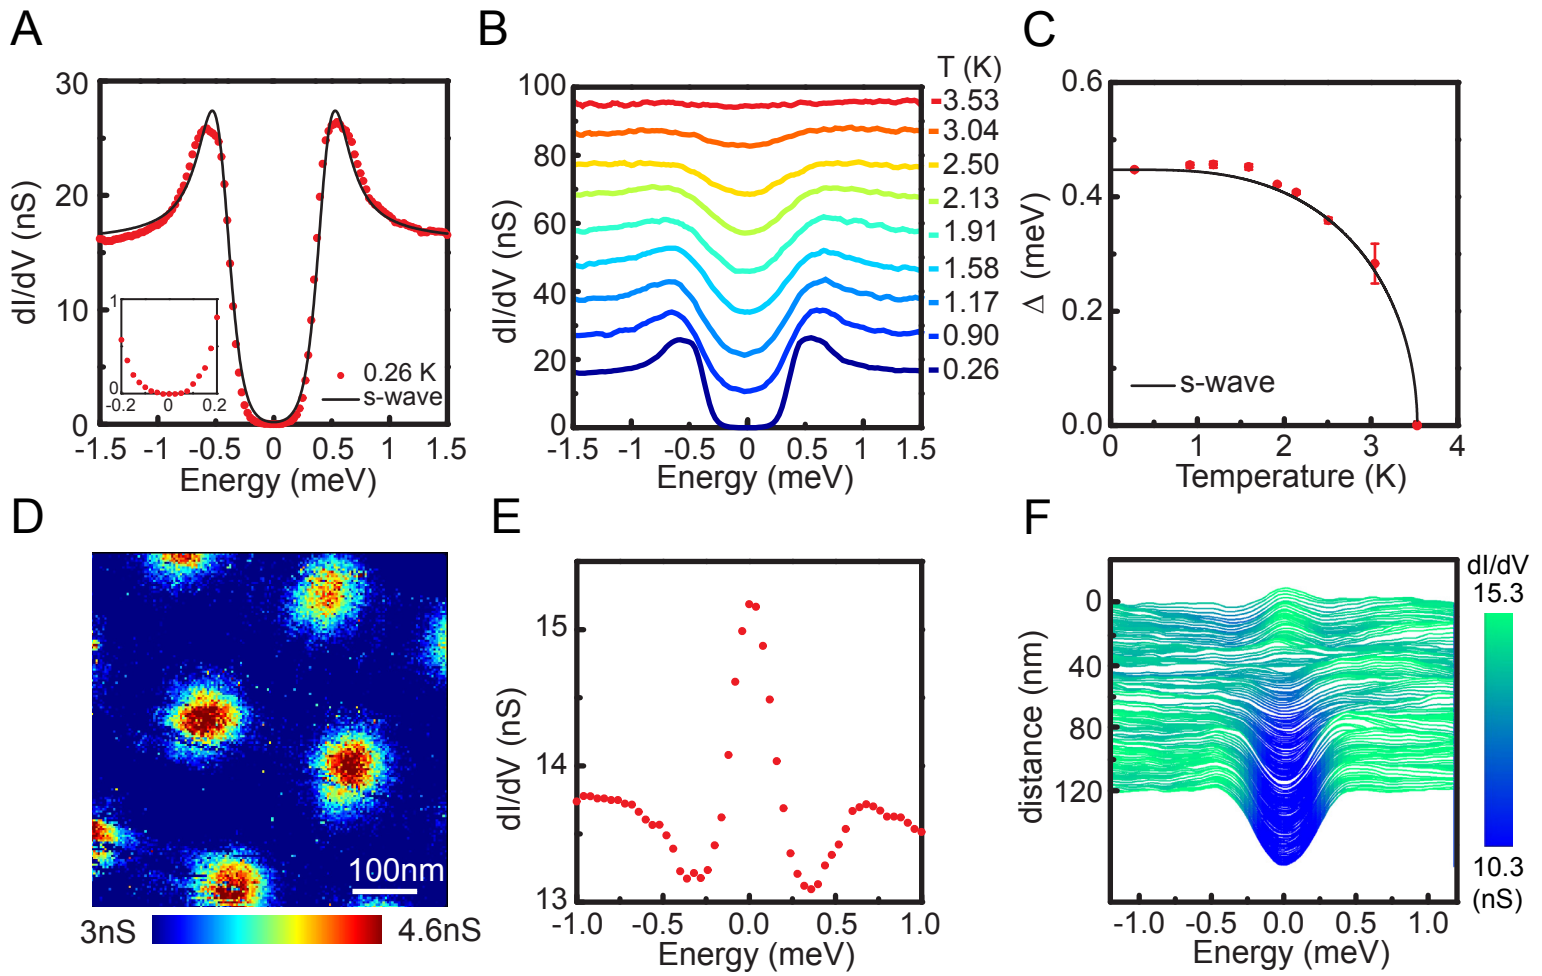 A
30
20
10
0
dI/dV (nS)
1
0
-0.2
0
0.2
0.26 K
s-wave
-1.5
-1
-0.5
0
0.5
1
1.5
Energy (meV)
B
100
80
60
40
20
0
dI/dV (nS)
T (K)
3.53
3.04
2.50
2.13
1.91
1.58
1.17
0.90
0.26
-1.5
-1
-0.5
0
0.5
1
1.5
Energy (meV)
C
0.6
0.4
0.2
0.0
Δ (meV)
s-wave
0
1
2
3
4
Temperature (K)
D
100nm
3nS
4.6nS
E
15
14
13
dI/dV (nS)
-1.0
-0.5
0.0
0.5
1.0
Energy (meV)
F
0
40
80
120
distance (nm)
-1.0
-0.5
0.0
0.5
1.0
Energy (meV)
dI/dV
15.3
10.3
(nS)